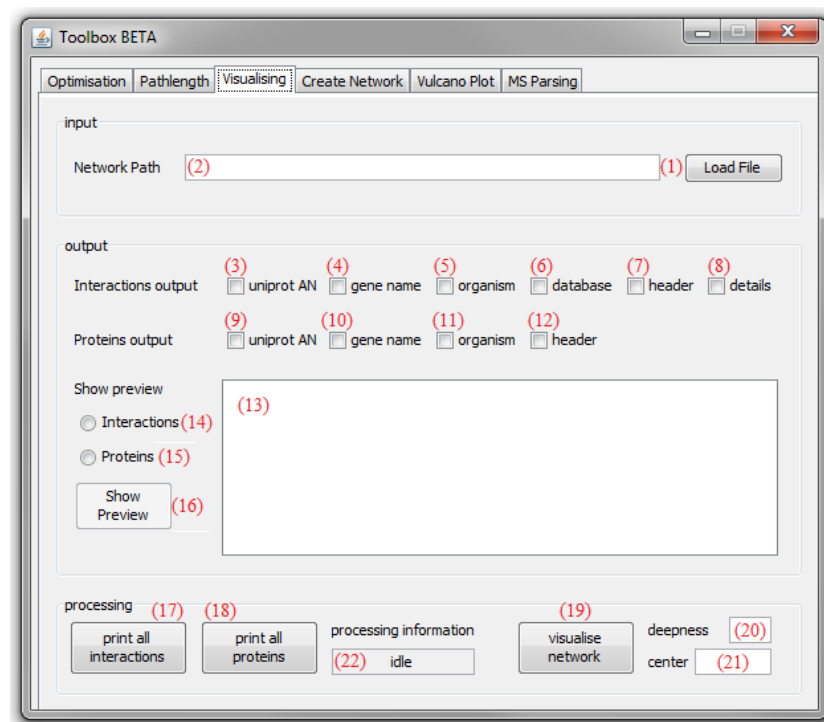 Toolbox BETA
Optimisation Pathlength Visualising Create Network Vulcano Plot MS Parsing
input
Network Path (2) (1) Load File
output
(3) (4) (5) (6) (7) (8)
Interactions output uniprot AN gene name organism database header details
(9) (10) (11) (12)
Proteins output uniprot AN gene name organism header
Show preview
(13)
Interactions (14)
Proteins (15)
Show
Preview (16)
processing (17) (18) (19)
print all
interactions
print all
proteins
processing information
(22) idle
visualise
network
deepness (20)
center (21)